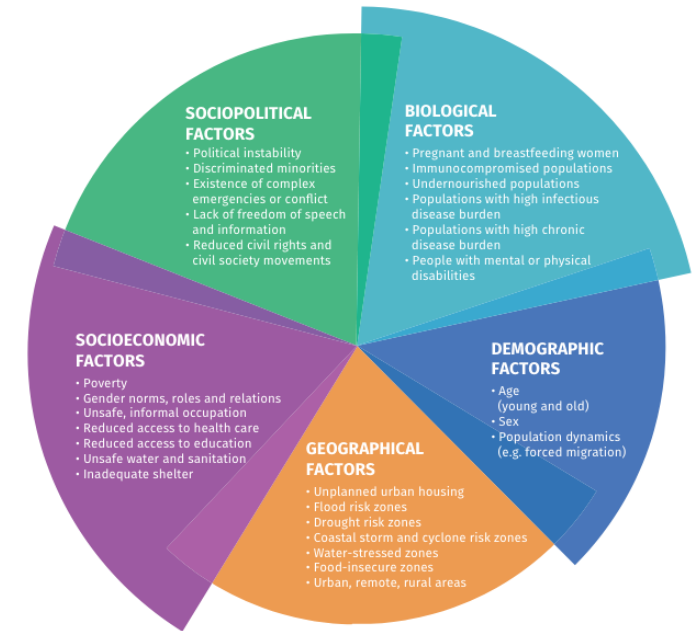 SOCIOPOLITICAL
FACTORS
• Political instability
• Discriminated minorities
• Existence of complex
emergencies or conflict
• Lack of freedom of speech
and information
• Reduced civil rights and
civil society movements
BIOLOGICAL
FACTORS
• Pregnant and breastfeeding women
• Immunocompromised populations
• Undernourished populations
• Populations with high infectious
disease burden
• Populations with high chronic
disease burden
• People with mental or physical
disabilities
SOCIOECONOMIC
FACTORS
• Poverty
• Gender norms, roles and relations
• Unsafe, informal occupation
• Reduced access to health care
• Reduced access to education
• Unsafe water and sanitation
• Inadequate shelter
DEMOGRAPHIC
FACTORS
• Age
(young and old)
• Sex
• Population dynamics
(e.g. forced migration)
GEOGRAPHICAL
FACTORS
• Unplanned urban housing
• Flood risk zones
• Drought risk zones
• Coastal storm and cyclone risk zones
• Water-stressed zones
• Food-insecure zones
• Urban, remote, rural areas